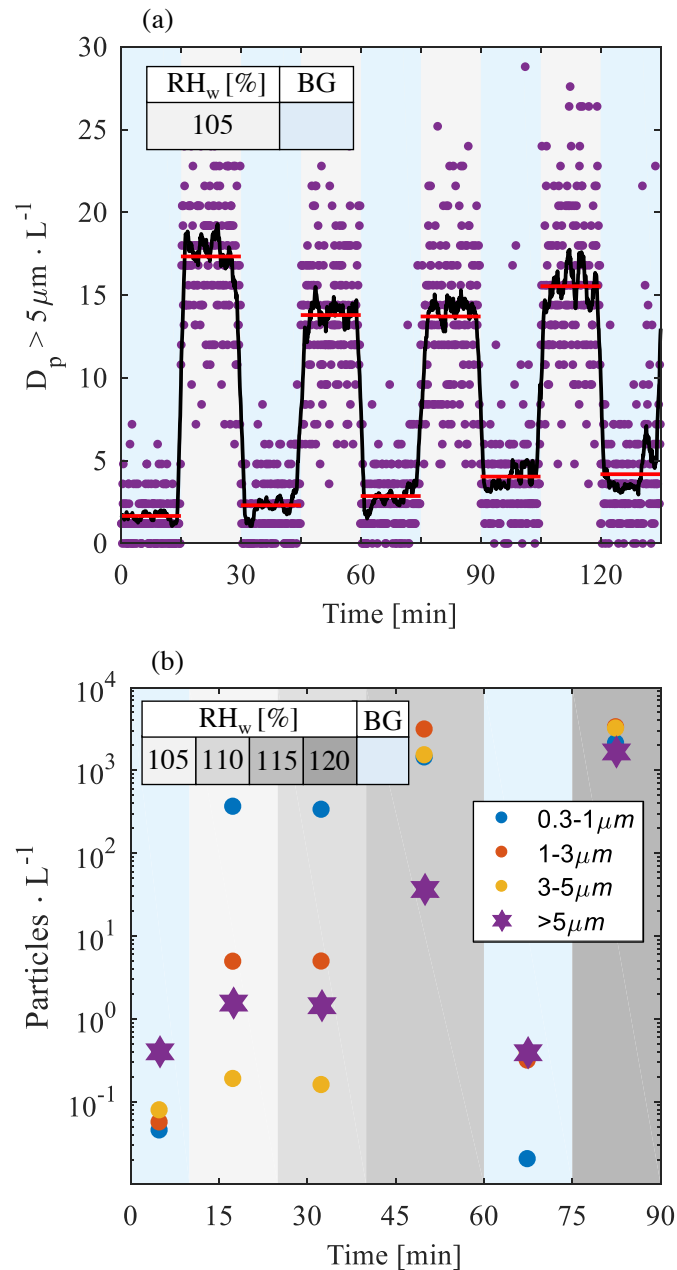 (a)
30
25
20
15
10
5
0
RH_w [%] BG
105
D_p > 5 μm · L^-1
0 30 60 90 120
Time [min]
(b)
10^4
10^3
10^2
10^1
10^0
10^-1
RH_w [%] BG
105 110 115 120
0.3-1μm
1-3μm
3-5μm
>5μm
Particles · L^-1
0 15 30 45 60 75 90
Time [min]